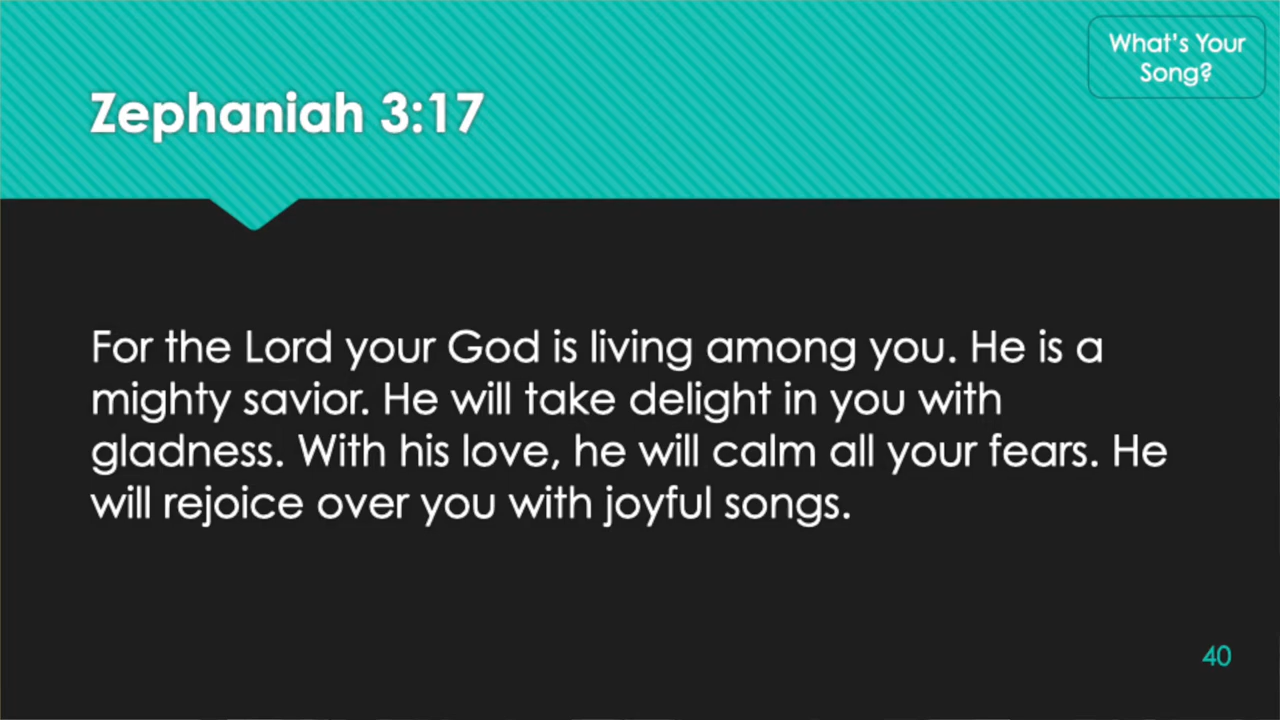 What's Your
Song?
Zephaniah 3:17
For the Lord your God is living among you. He is a
mighty savior. He will take delight in you with
gladness. With his love, he will calm all your fears. He
will rejoice over you with joyful songs.
40